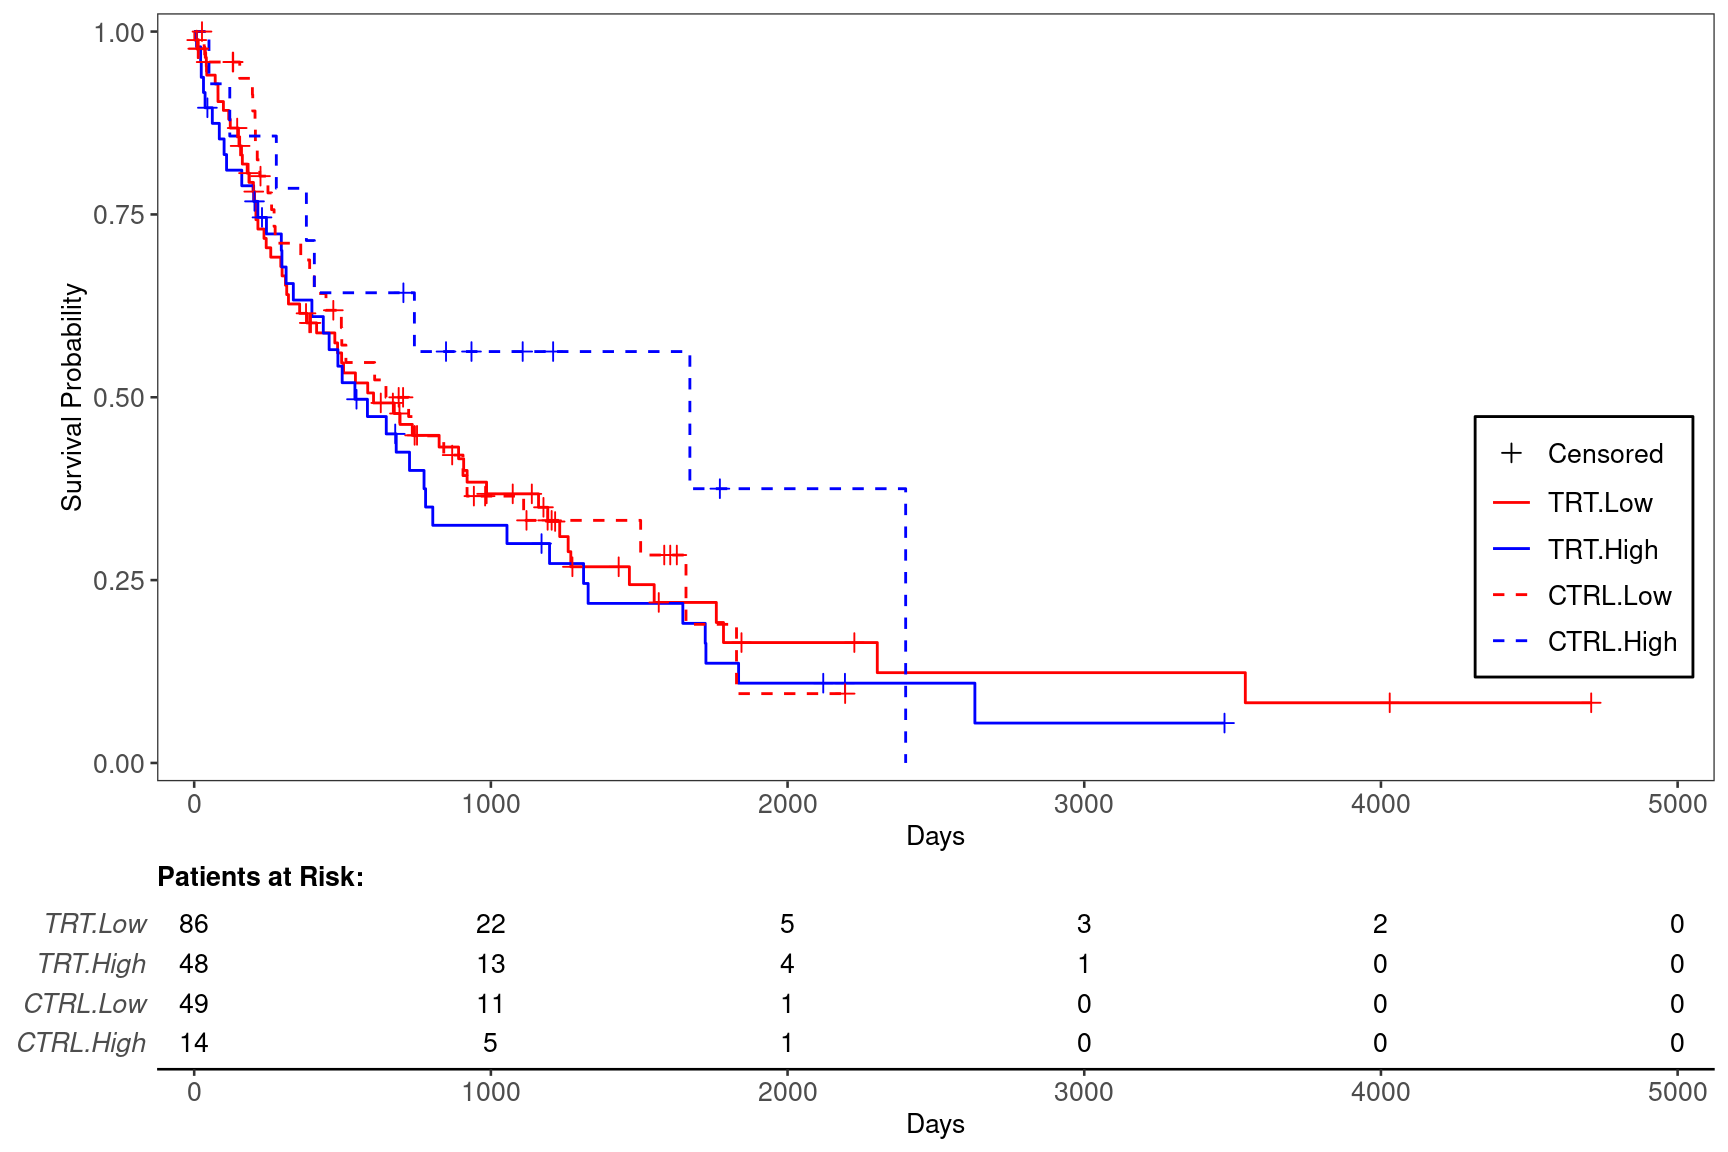 1.00
0.75
0.50
0.25
0.00
Survival Probability
Censored
TRT.Low
TRT.High
CTRL.Low
CTRL.High
0 1000 2000 3000 4000 5000
Days
Patients at Risk:
TRT.Low 86 22 5 3 2 0
TRT.High 48 13 4 1 0 0
CTRL.Low 49 11 1 0 0 0
CTRL.High 14 5 1 0 0 0
0 1000 2000 3000 4000 5000
Days